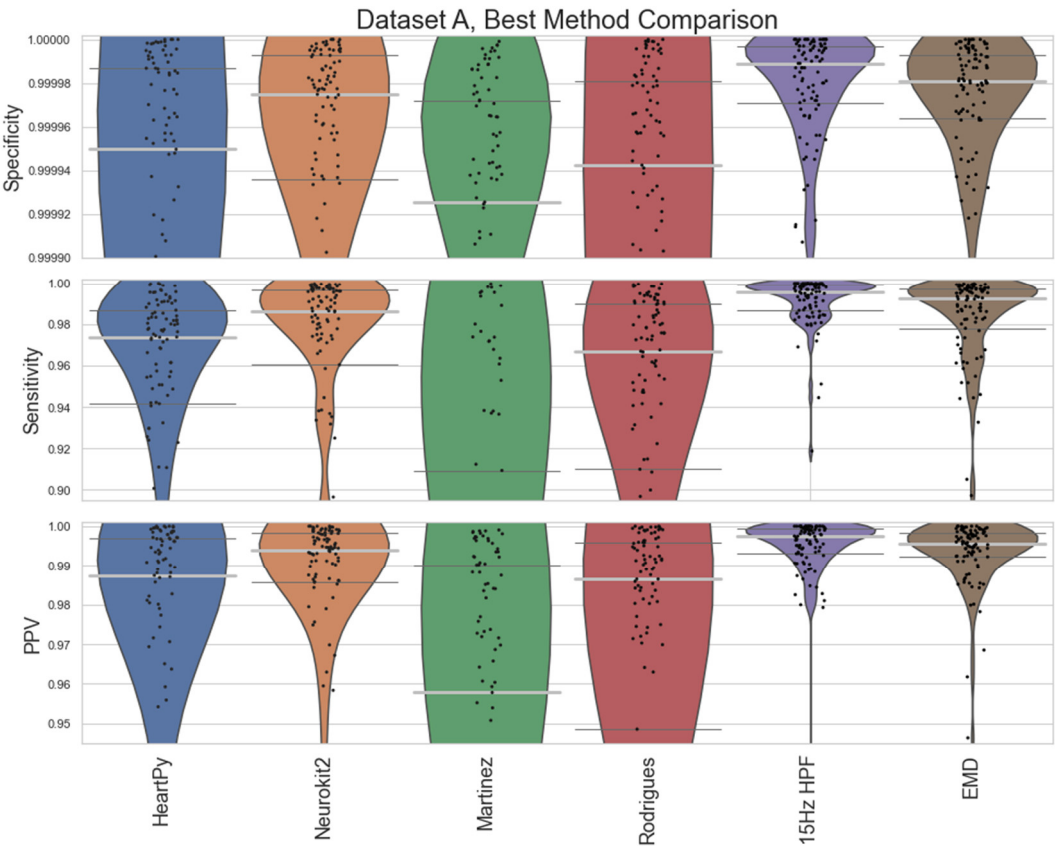 Dataset A, Best Method Comparison
Specificity
1.00000
0.99998
0.99996
0.99994
0.99992
0.99990
Sensitivity
1.00
0.98
0.96
0.94
0.92
0.90
PPV
1.00
0.99
0.98
0.97
0.96
0.95
HeartPy
Neurokit2
Martinez
Rodrigues
15Hz HPF
EMD